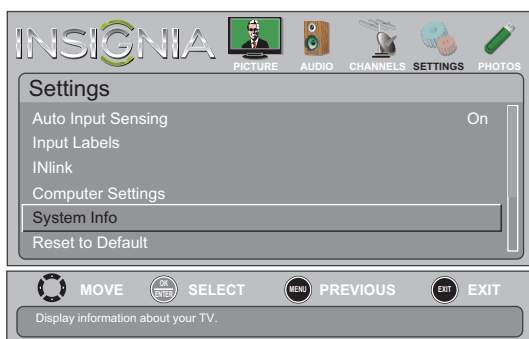 INSIGNIA
PICTURE AUDIO CHANNELS SETTINGS PHOTOS
Settings
Auto Input Sensing On
Input Labels
INlink
Computer Settings
System Info
Reset to Default
MOVE OK ENTER SELECT MENU PREVIOUS EXIT EXIT
Display information about your TV.